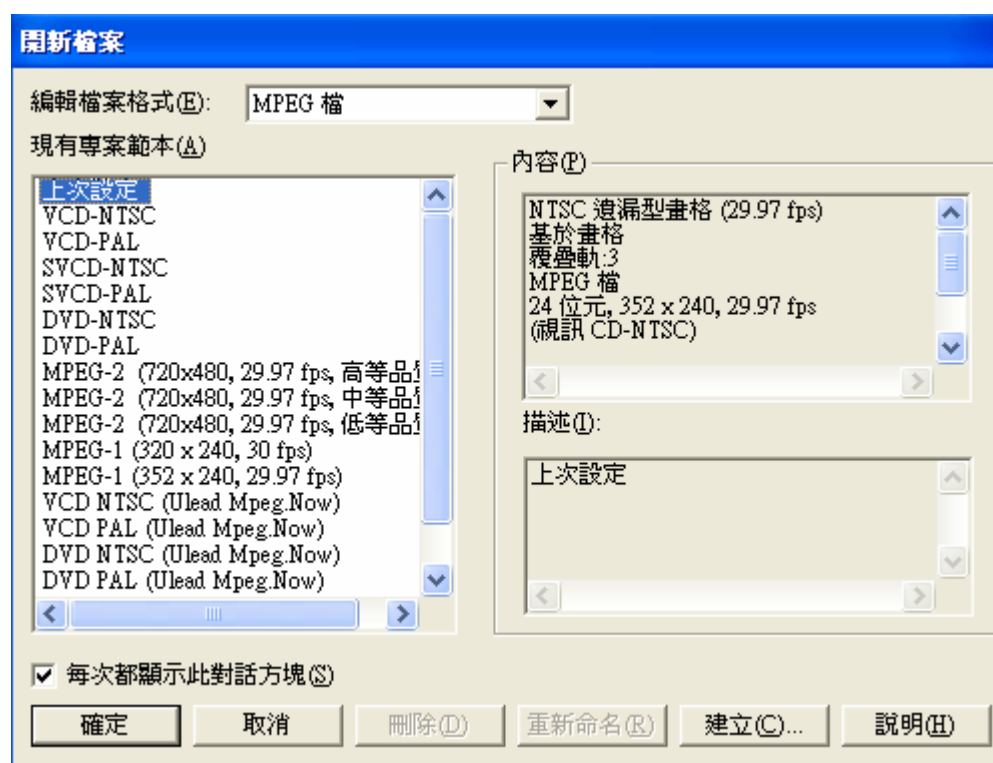 開新檔案
編輯檔案格式(E):
MPEG 檔
現有專案範本(A)
上次設定
VCD-NTSC
VCD-PAL
SVCD-NTSC
SVCD-PAL
DVD-NTSC
DVD-PAL
MPEG-2 (720x480, 29.97 fps, 高等品
MPEG-2 (720x480, 29.97 fps, 中等品
MPEG-2 (720x480, 29.97 fps, 低等品
MPEG-1 (320 x 240, 30 fps)
MPEG-1 (352 x 240, 29.97 fps)
VCD NTSC (Ulead Mpeg.Now)
VCD PAL (Ulead Mpeg.Now)
DVD NTSC (Ulead Mpeg.Now)
DVD PAL (Ulead Mpeg.Now)
內容(P)
NTSC 遺漏型畫格 (29.97 fps)
基於畫格
覆疊軌:3
MPEG 檔
24 位元, 352 x 240, 29.97 fps
(視訊 CD-NTSC)
描述(I):
上次設定
每次都顯示此對話方塊(S)
確定
取消
刪除(D)
重新命名(R)
建立(C)...
說明(H)